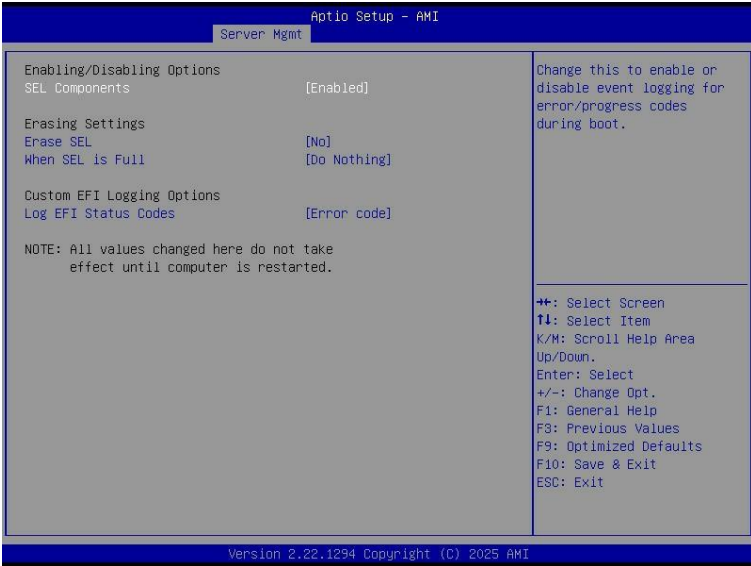 Aptio Setup – AMI
Server Mgmt
Enabling/Disabling Options
SEL Components [Enabled]
Erasing Settings
Erase SEL [No]
When SEL is Full [Do Nothing]
Custom EFI Logging Options
Log EFI Status Codes [Error code]
NOTE: All values changed here do not take
effect until computer is restarted.
Change this to enable or
disable event logging for
error/progress codes
during boot.
→←: Select Screen
↑↓: Select Item
K/M: Scroll Help Area
Up/Down.
Enter: Select
+/-: Change Opt.
F1: General Help
F3: Previous Values
F9: Optimized Defaults
F10: Save & Exit
ESC: Exit
Version 2.22.1294 Copyright (C) 2025 AMI